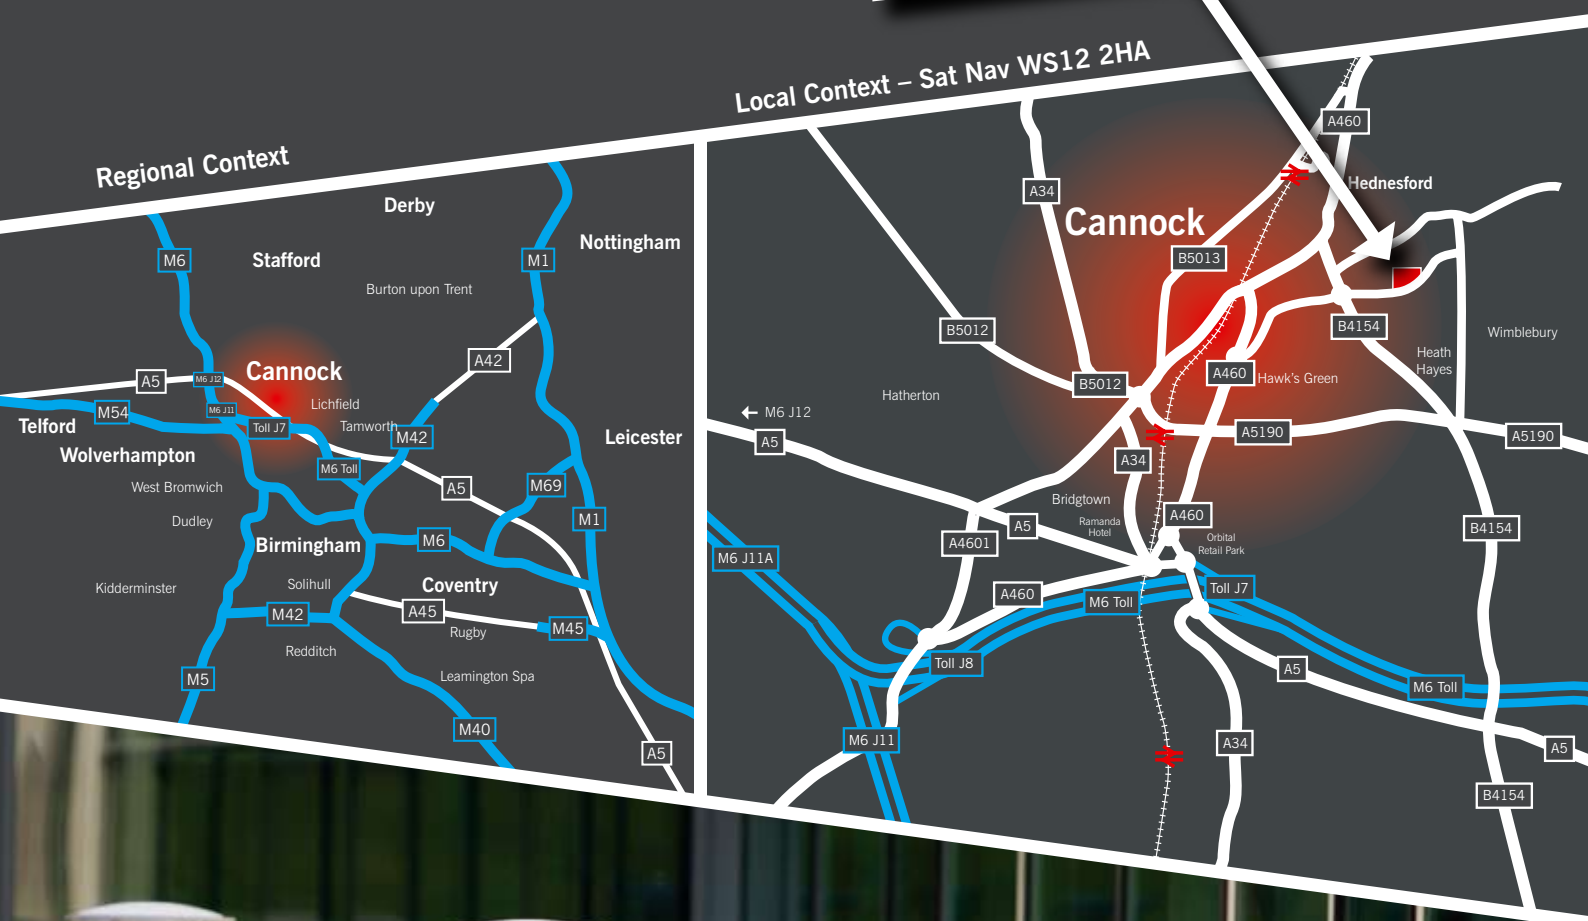 Regional Context
Derby
Nottingham
M6
Stafford
M1
Burton upon Trent
A42
Cannock
A5
M6 J12
Lichfield
M6 J11
M54
Toll J7
Tamworth
M42
Telford
Leicester
Wolverhampton
M6 Toll
West Bromwich
A5
M69
Dudley
M1
M6
Birmingham
Kidderminster
Solihull
Coventry
M42
A45
Rugby
M45
Redditch
M5
Leamington Spa
M40
A5
Local Context – Sat Nav WS12 2HA
A460
Hednesford
A34
Cannock
B5013
B5012
B4154
Wimblebury
Heath
Hayes
A460
Hawk's Green
B5012
Hatherton
M6 J12
A5
A5190
A5190
A34
Bridgtown
Ramanda
Hotel
A460
A5
Orbital
Retail Park
B4154
A4601
M6 J11A
A460
M6 Toll
Toll J7
Toll J8
A5
M6 Toll
M6 J11
A34
A5
B4154